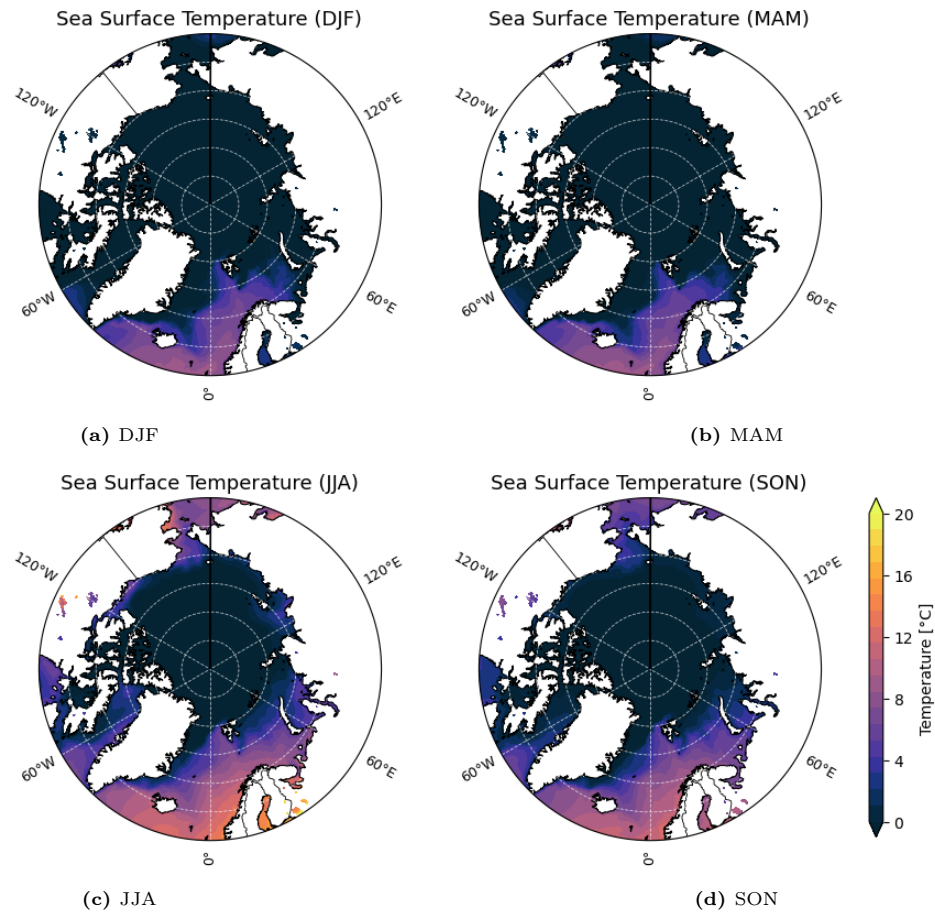 Sea Surface Temperature (DJF)
120°W
120°E
60°W
60°E
0°
(a) DJF
Sea Surface Temperature (MAM)
120°W
120°E
60°W
60°E
0°
(b) MAM
Sea Surface Temperature (JJA)
120°W
120°E
60°W
60°E
0°
(c) JJA
Sea Surface Temperature (SON)
120°W
120°E
60°W
60°E
0°
(d) SON
20
16
12
8
4
0
Temperature [°C]